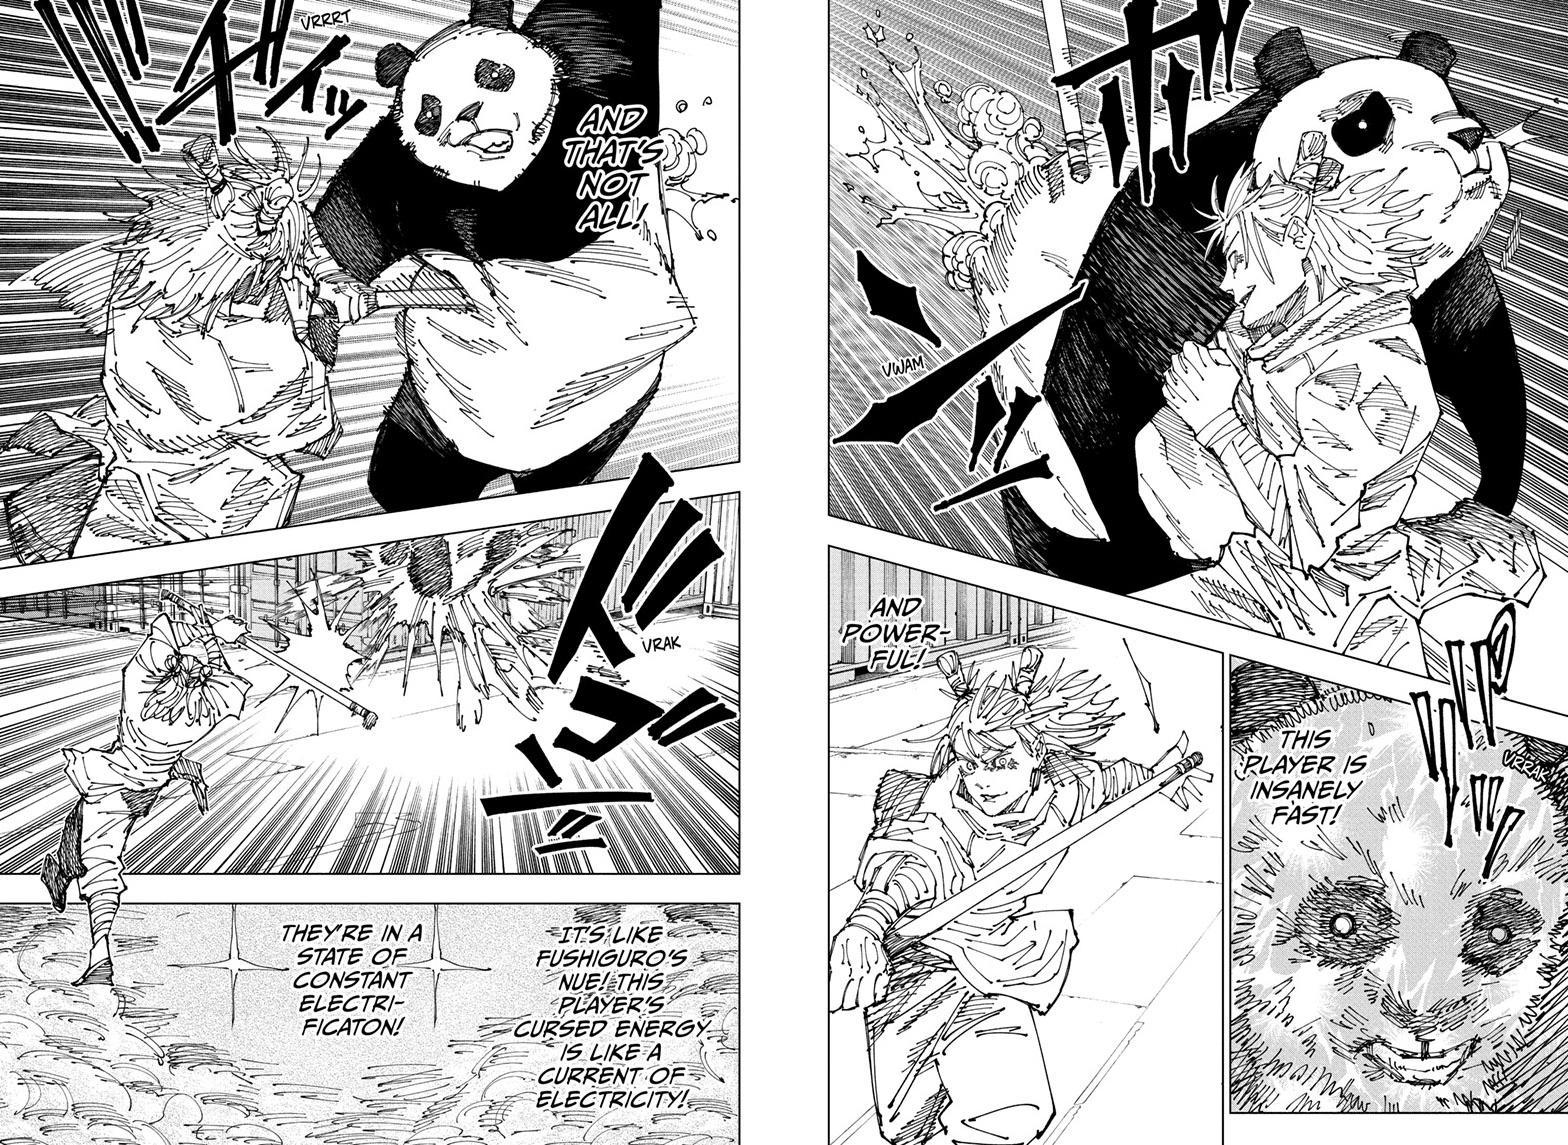 VWAM
THIS
PLAYER IS
INSANELY
FAST!
AND
POWER-
FUL!
AND
THAT'S
NOT
ALL!
VRRRT
VRAK
IT'S LIKE
FUSHIGURO'S
NUE! THIS
PLAYER'S
CURSED ENERGY
IS LIKE A
CURRENT OF
ELECTRICITY!
THEY'RE IN A
STATE OF
CONSTANT
ELECTRI-
FICATON!